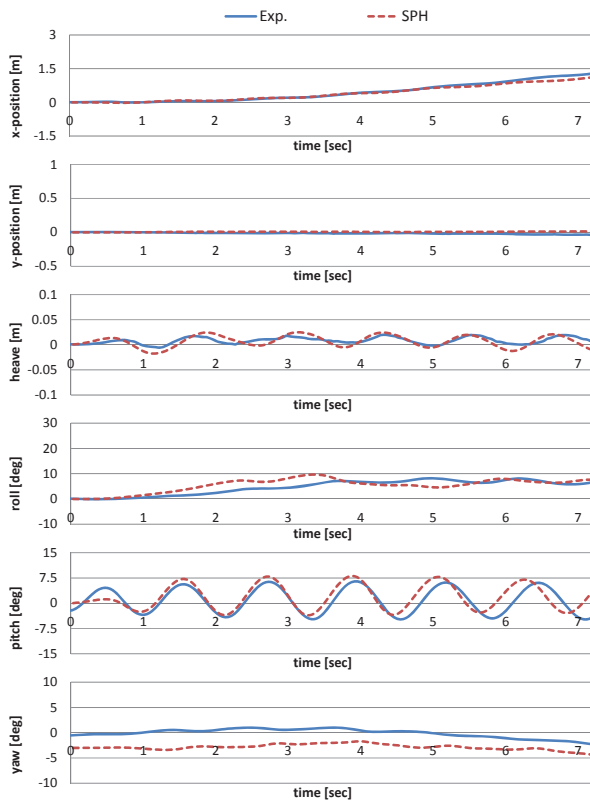 Exp. SPH
3
1.5
0
-1.5
x-position [m]
0 1 2 3 4 5 6 7
time [sec]
1
0.5
0
-0.5
y-position [m]
0 1 2 3 4 5 6 7
time [sec]
0.1
0.05
0
-0.05
-0.1
heave [m]
0 1 2 3 4 5 6 7
time [sec]
30
20
10
0
-10
roll [deg]
0 1 2 3 4 5 6 7
time [sec]
15
7.5
0
-7.5
-15
pitch [deg]
0 1 2 3 4 5 6 7
time [sec]
10
5
0
-5
-10
yaw [deg]
0 1 2 3 4 5 6 7
time [sec]